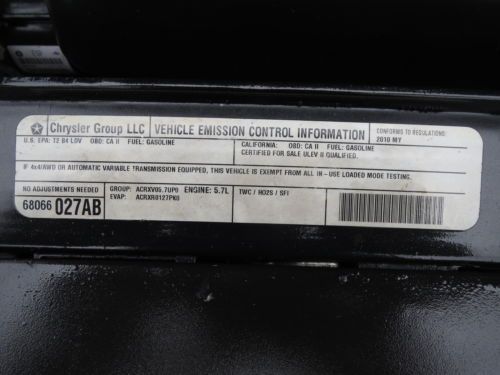 Chrysler Group LLC VEHICLE EMISSION CONTROL INFORMATION
CONFORMS TO REGULATIONS:
2010 MY
U.S. EPA: T2 B4 LDV OBD: CA II FUEL: GASOLINE
CALIFORNIA: OBD: CA II FUEL: GASOLINE
CERTIFIED FOR SALE ULEV II QUALIFIED.
IF 4x4/AWD OR AUTOMATIC VARIABLE TRANSMISSION EQUIPPED, THIS VEHICLE IS EXEMPT FROM ALL IN - USE LOADED MODE TESTING.
NO ADJUSTMENTS NEEDED
68066 027AB
GROUP: ACRXV05.7UP0 ENGINE: 5.7L
EVAP: ACRXR0127PK0
TWC / HO2S / SFI